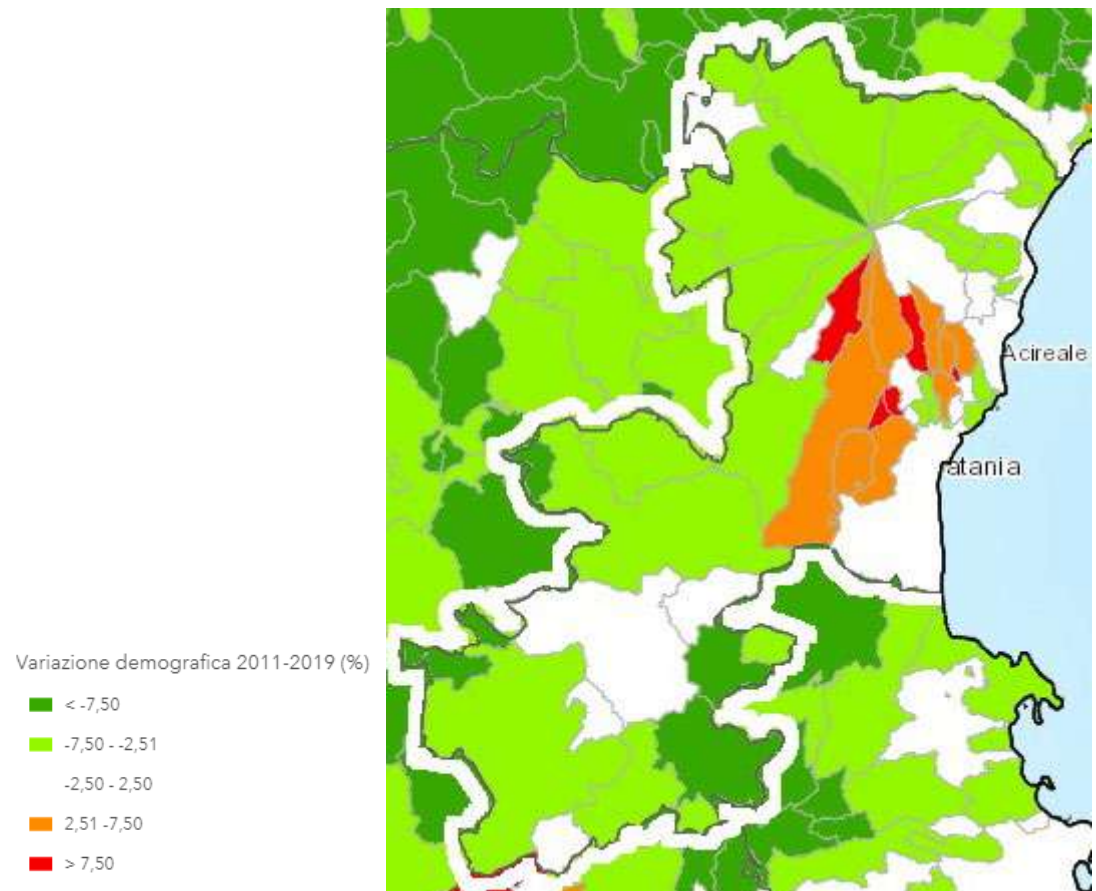 Acireale
atania
Variazione demografica 2011-2019 (%)
< -7,50
-7,50 - -2,51
-2,50 - 2,50
2,51 -7,50
> 7,50